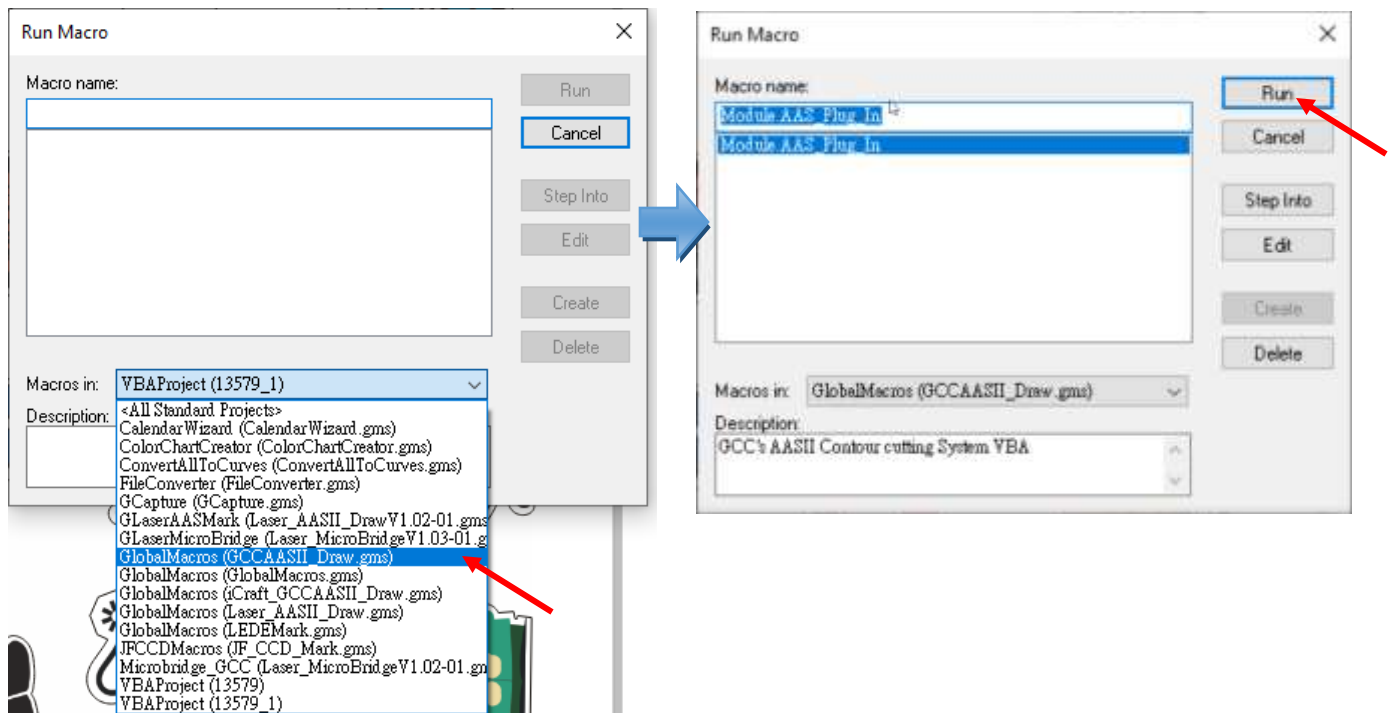 Run Macro
Macro name:
Run
Cancel
Step Into
Edit
Create
Delete
Macros in: VBAProject (13579_1)
Description:
<All Standard Projects>
CalendarWizard (CalendarWizard.gms)
ColorChartCreator (ColorChartCreator.gms)
ConvertAllToCurves (ConvertAllToCurves.gms)
FileConverter (FileConverter.gms)
GCapture (GCapture.gms)
GLaserAASMark (Laser_AASII_DrawV1.02-01.gms
GLaserMicroBridge (Laser_MicroBridgeV1.03-01.g
GlobalMacros (GCCAASII_Draw.gms)
GlobalMacros (GlobalMacros.gms)
GlobalMacros (iCraft_GCCAASII_Draw.gms)
GlobalMacros (Laser_AASII_Draw.gms)
GlobalMacros (LEDEMark.gms)
JFCCDMacros (JF_CCD_Mark.gms)
Microbridge_GCC (Laser_MicroBridgeV1.02-01.gm
VBAProject (13579)
VBAProject (13579_1)
Run Macro
Macro name:
Module.AAS_Plug_In
Module.AAS_Plug_In
Run
Cancel
Step Into
Edit
Create
Delete
Macros in: GlobalMacros (GCCAASII_Draw.gms)
Description:
GCC's AASII Contour cutting System VBA